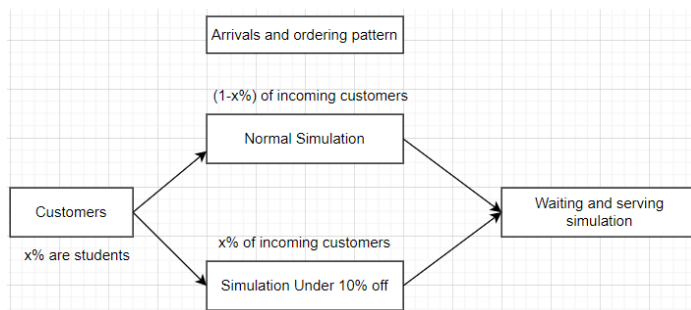 Arrivals and ordering pattern
(1-x%) of incoming customers
Normal Simulation
Customers
x% are students
x% of incoming customers
Simulation Under 10% off
Waiting and serving
simulation